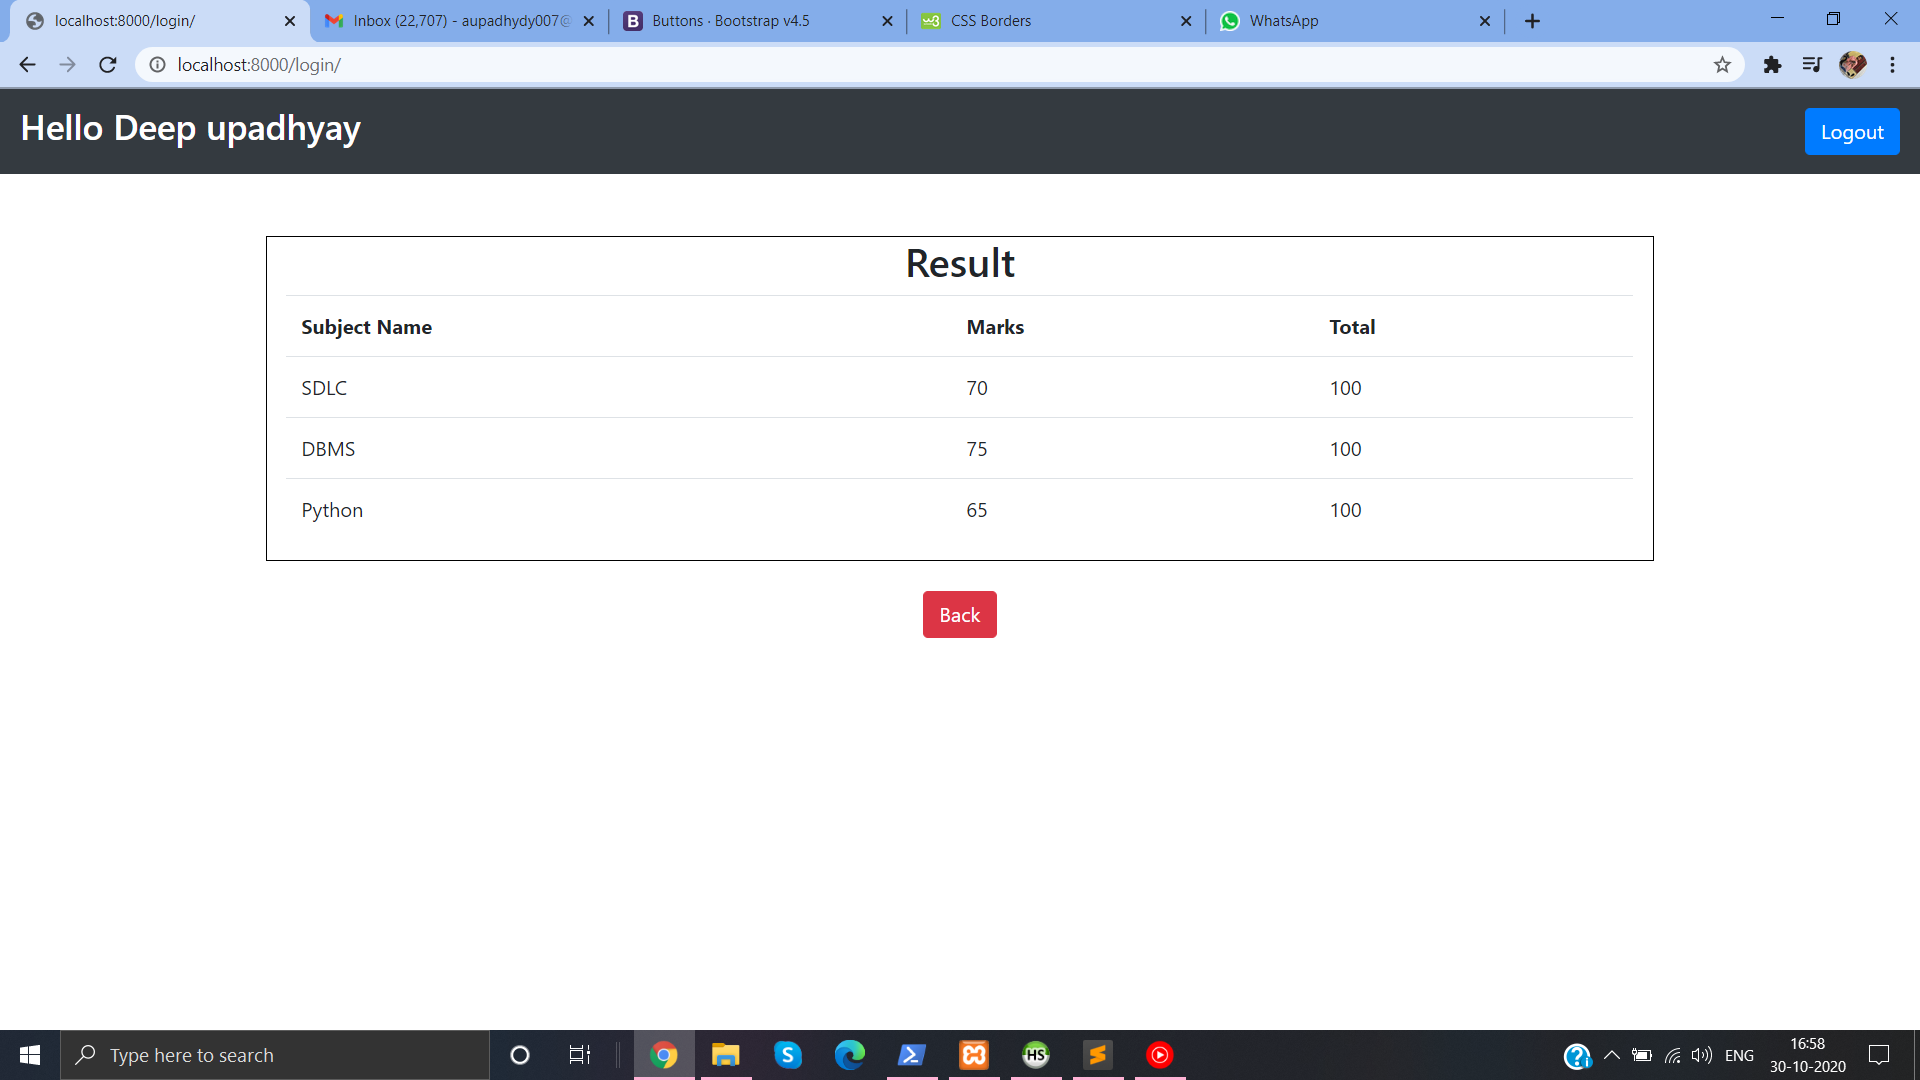 localhost:8000/login/
Inbox (22,707) - aupadhydy007@
Buttons · Bootstrap v4.5
CSS Borders
WhatsApp
localhost:8000/login/
Hello Deep upadhyay
Logout
Result
Subject Name Marks Total
SDLC 70 100
DBMS 75 100
Python 65 100
Back
Type here to search
ENG
16:58
30-10-2020